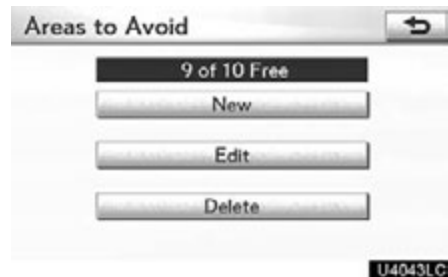 Areas to Avoid
9 of 10 Free
New
Edit
Delete
U4043LC